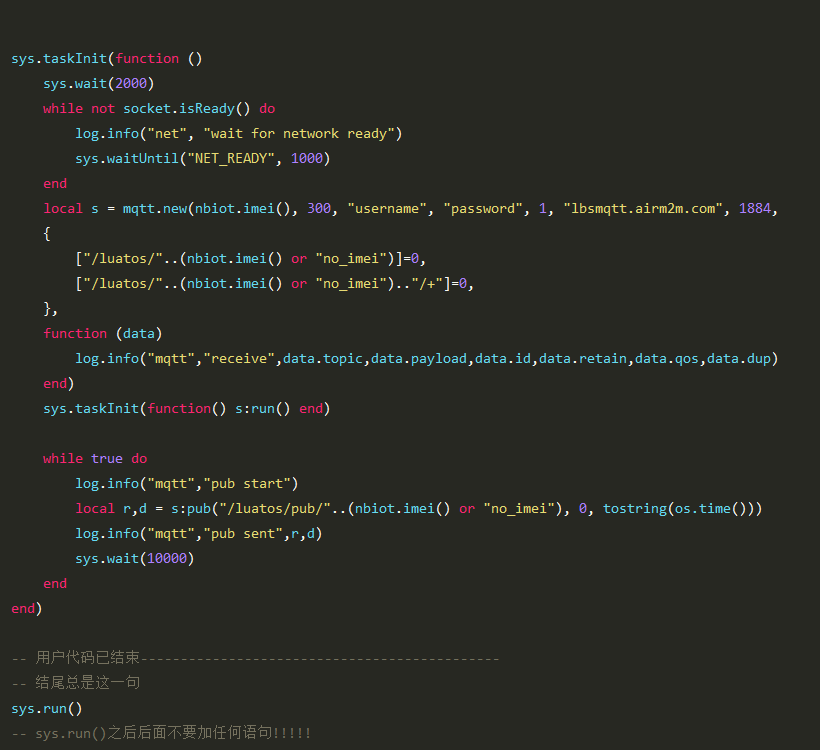 sys.taskInit(function ()
    sys.wait(2000)
    while not socket.isReady() do
        log.info("net", "wait for network ready")
        sys.waitUntil("NET_READY", 1000)
    end
    local s = mqtt.new(nbiot.imei(), 300, "username", "password", 1, "lbsmqtt.airm2m.com", 1884,
    {
        ["/luatos/"..(nbiot.imei() or "no_imei")]=0,
        ["/luatos/"..(nbiot.imei() or "no_imei").."/+"]=0,
    },
    function (data)
        log.info("mqtt","receive",data.topic,data.payload,data.id,data.retain,data.qos,data.dup)
    end)
    sys.taskInit(function() s:run() end)

    while true do
        log.info("mqtt","pub start")
        local r,d = s:pub("/luatos/pub/"..(nbiot.imei() or "no_imei"), 0, tostring(os.time()))
        log.info("mqtt","pub sent",r,d)
        sys.wait(10000)
    end
end)

-- 用户代码已结束---------------------------------------------
-- 结尾总是这一句
sys.run()
-- sys.run()之后后面不要加任何语句!!!!!